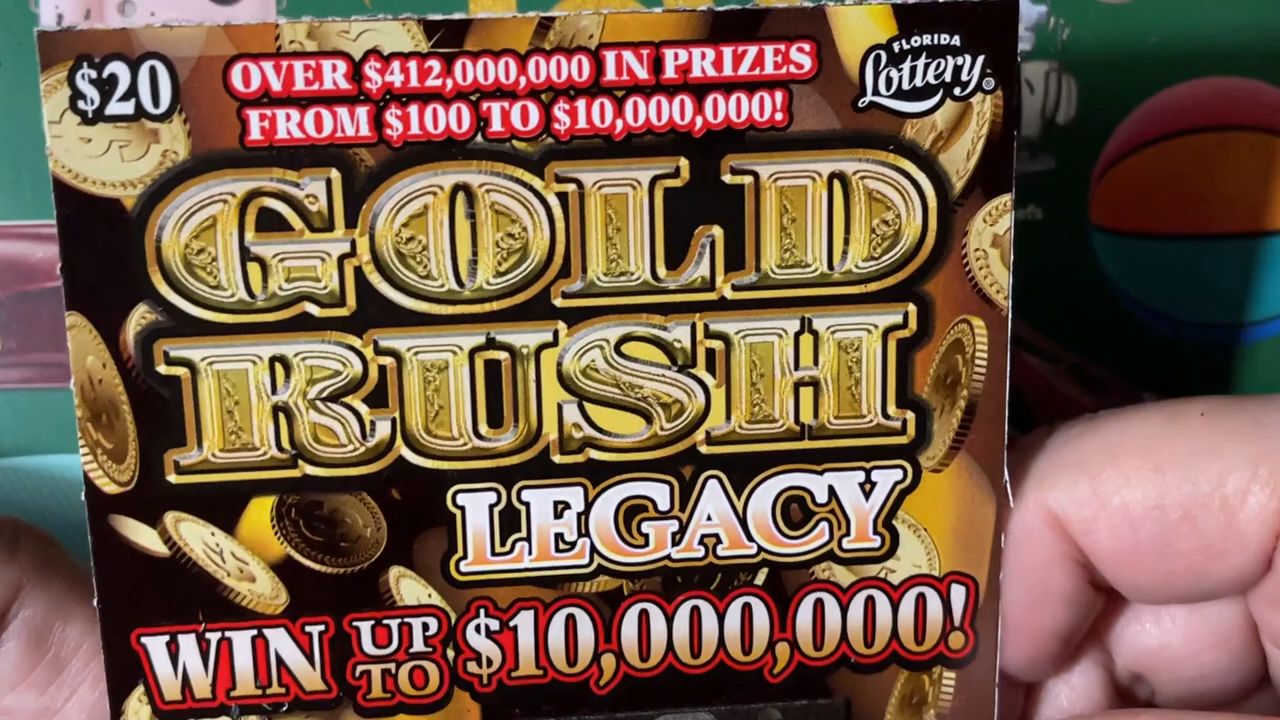 $20
OVER $412,000,000 IN PRIZES
FROM $100 TO $10,000,000!
FLORIDA
Lottery®
GOLD
RUSH
LEGACY
WIN UP TO $10,000,000!